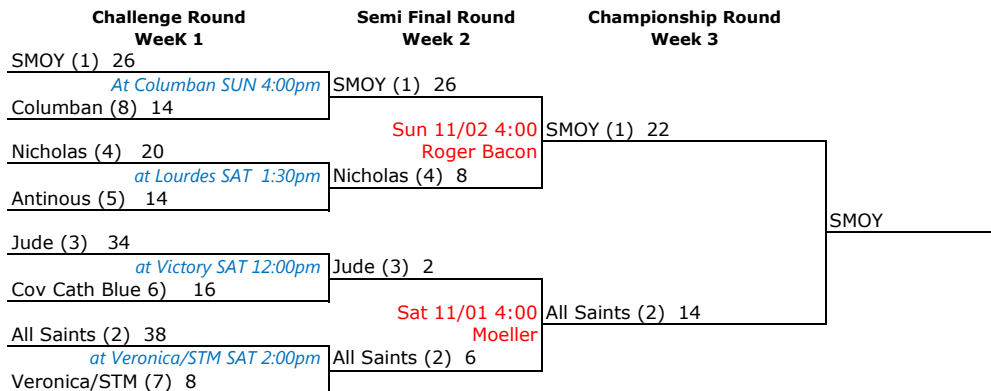 Challenge Round
WeeK 1
Semi Final Round
Week 2
Championship Round
Week 3
SMOY (1) 26
At Columban SUN 4:00pm
Columban (8) 14
Nicholas (4) 20
at Lourdes SAT 1:30pm
Antinous (5) 14
Jude (3) 34
at Victory SAT 12:00pm
Cov Cath Blue 6) 16
All Saints (2) 38
at Veronica/STM SAT 2:00pm
Veronica/STM (7) 8
SMOY (1) 26
Sun 11/02 4:00
Roger Bacon
Nicholas (4) 8
Jude (3) 2
Sat 11/01 4:00
Moeller
All Saints (2) 6
SMOY (1) 22
All Saints (2) 14
SMOY